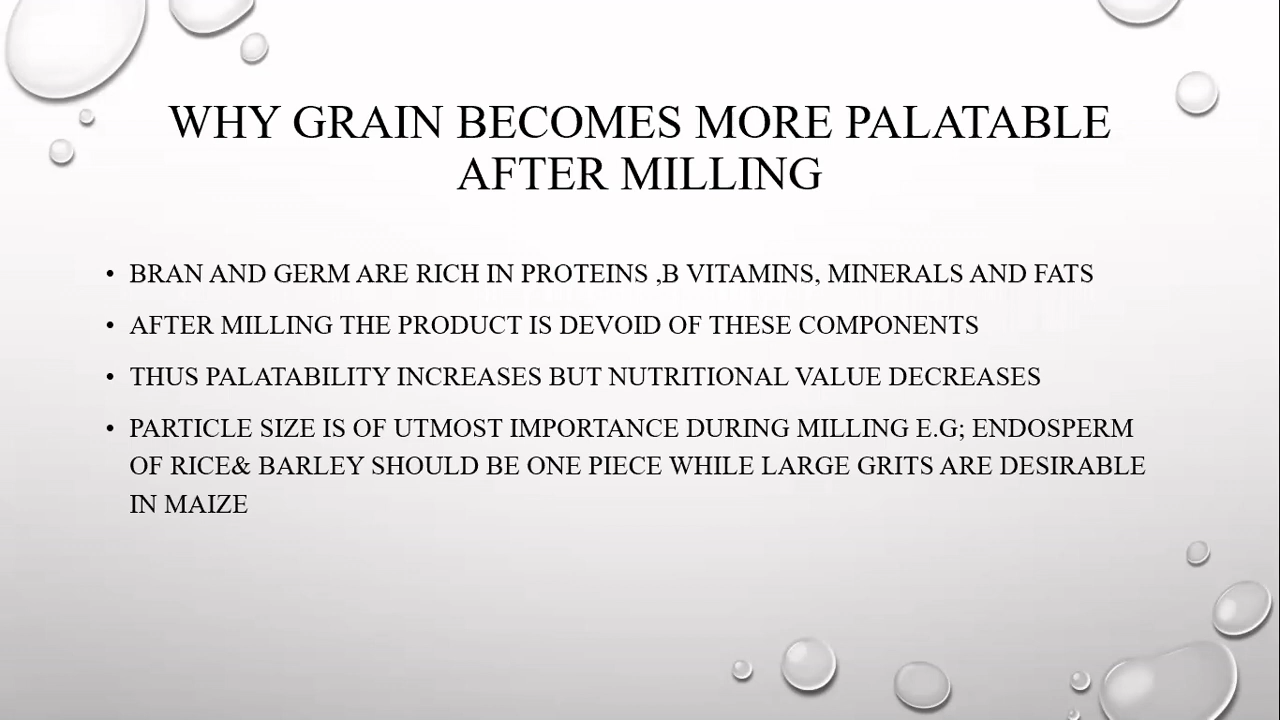 WHY GRAIN BECOMES MORE PALATABLE
AFTER MILLING
• BRAN AND GERM ARE RICH IN PROTEINS ,B VITAMINS, MINERALS AND FATS
• AFTER MILLING THE PRODUCT IS DEVOID OF THESE COMPONENTS
• THUS PALATABILITY INCREASES BUT NUTRITIONAL VALUE DECREASES
• PARTICLE SIZE IS OF UTMOST IMPORTANCE DURING MILLING E.G; ENDOSPERM
OF RICE& BARLEY SHOULD BE ONE PIECE WHILE LARGE GRITS ARE DESIRABLE
IN MAIZE